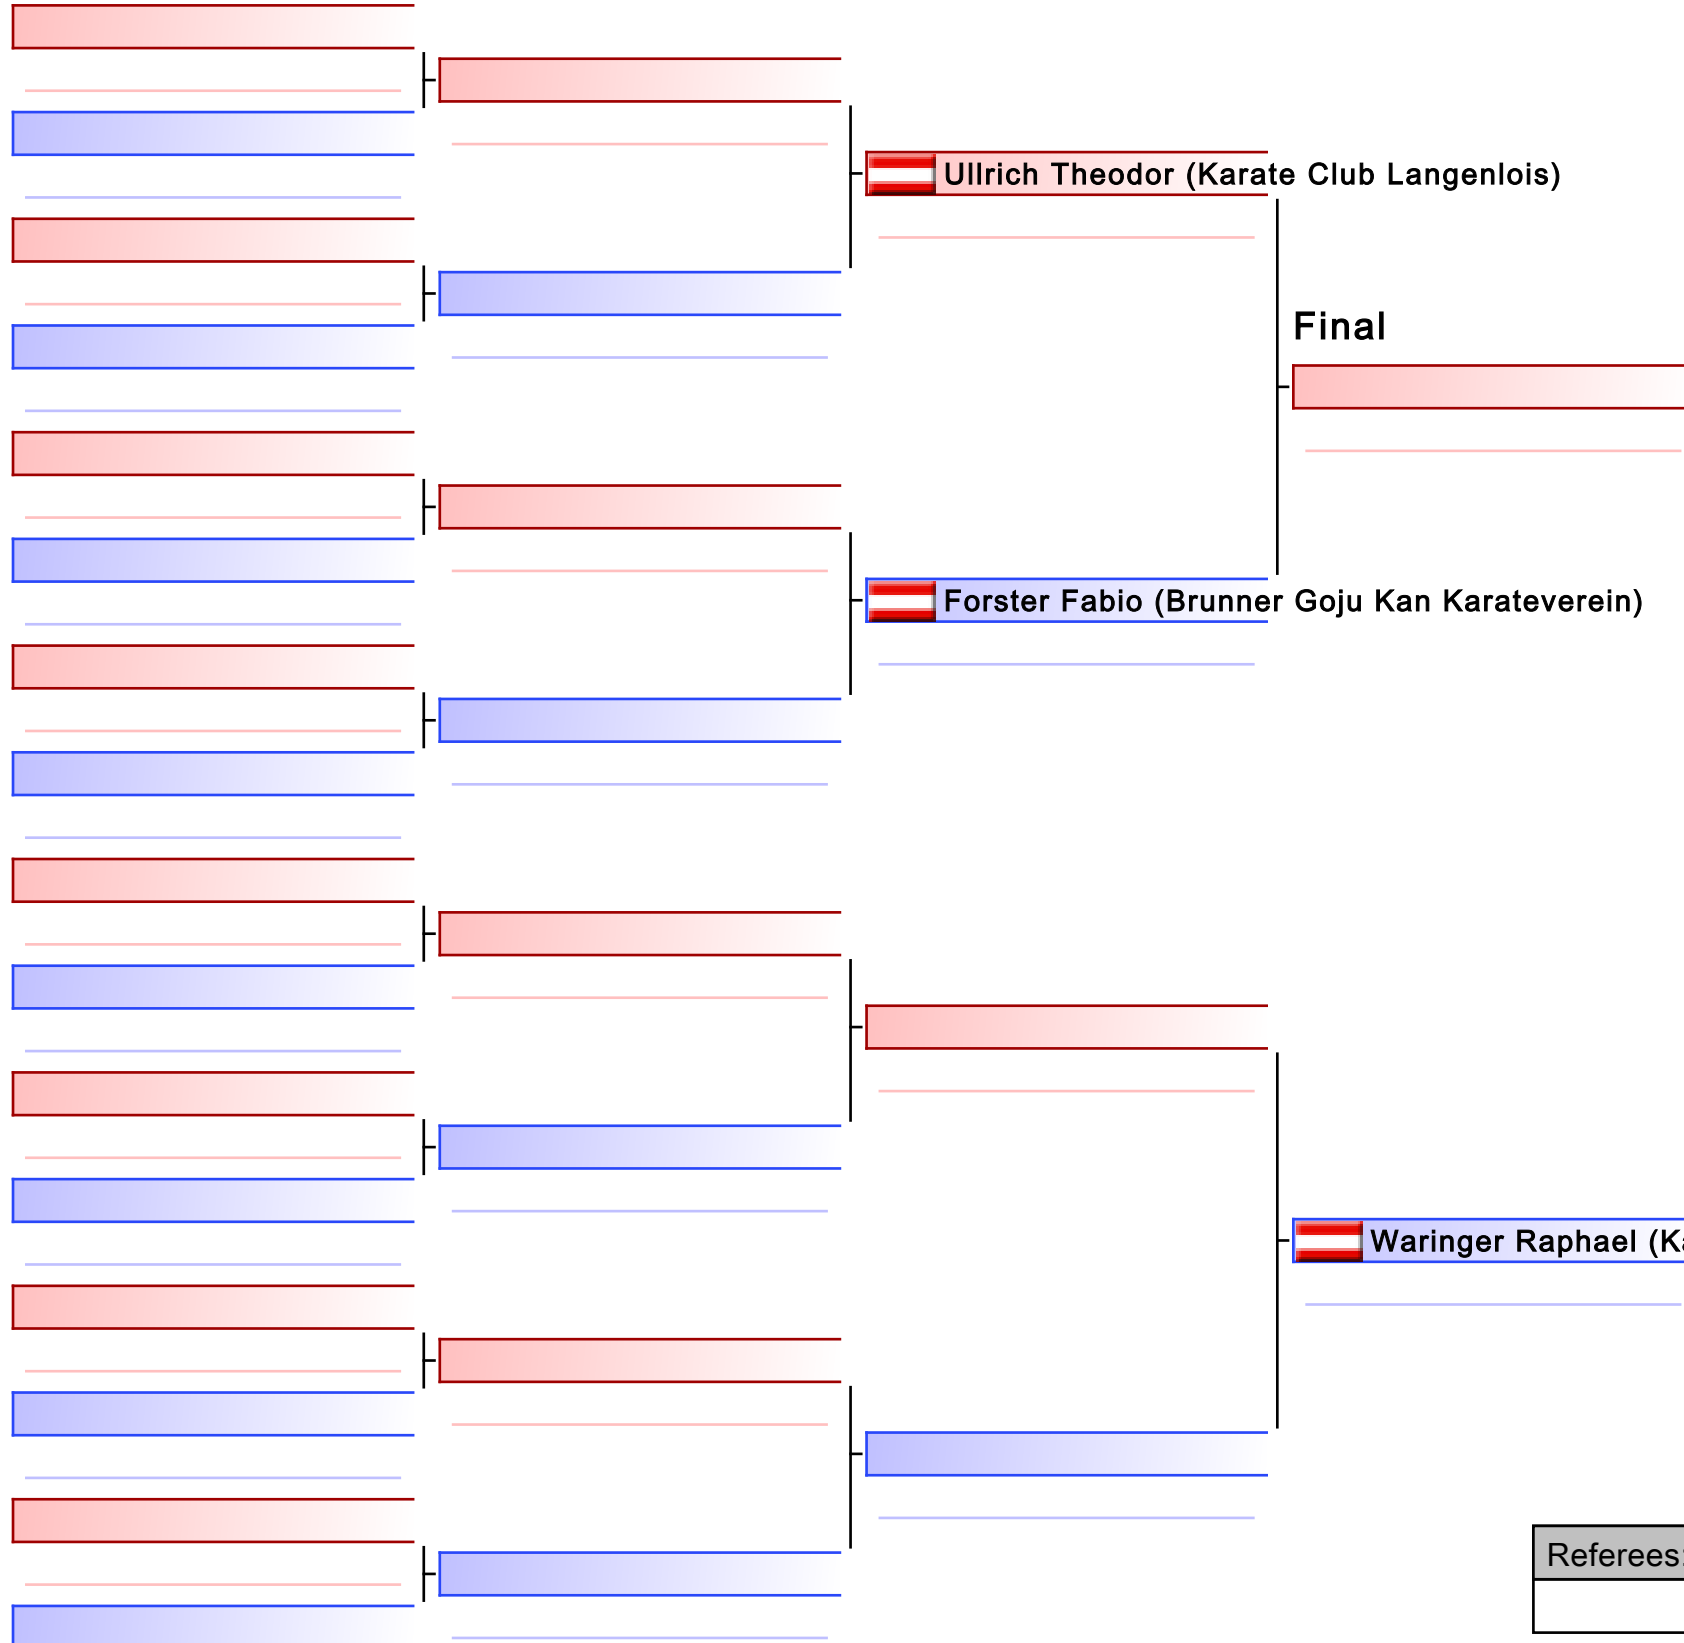 Ullrich Theodor (Karate Club Langenlois)
Final
Forster Fabio (Brunner Goju Kan Karateverein)
Waringer Raphael
Referees: